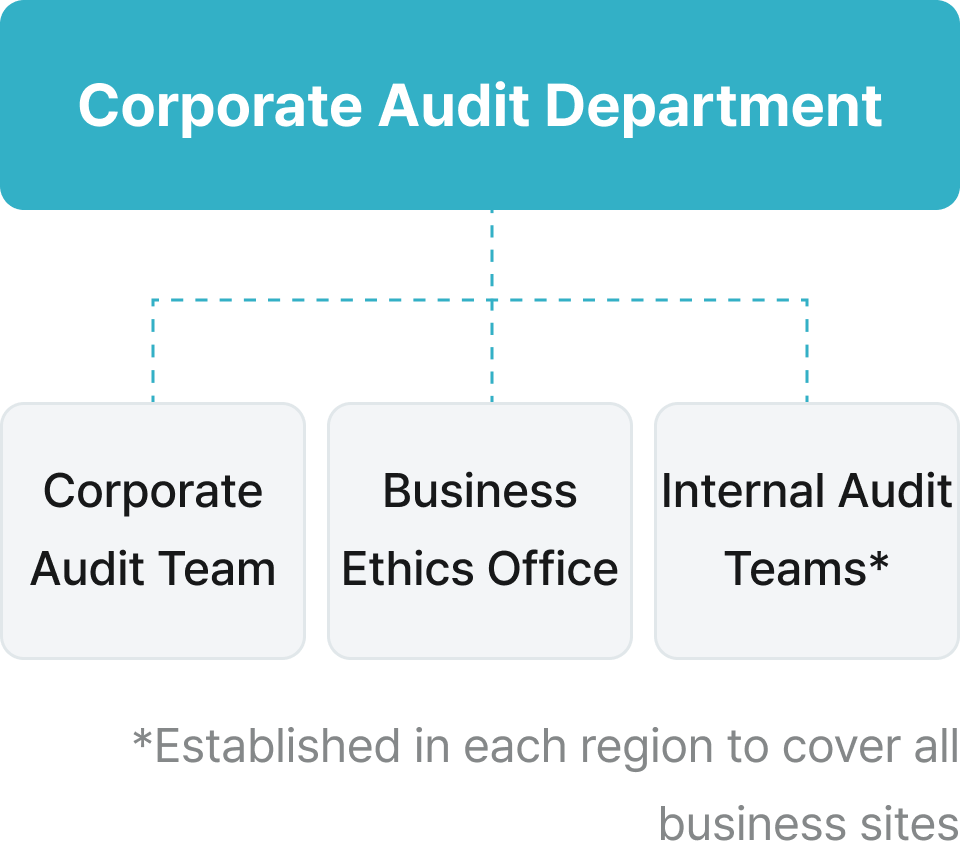 Corporate Audit Department
Corporate
Audit Team
Business
Ethics Office
Internal Audit
Teams*
*Established in each region to cover all
business sites